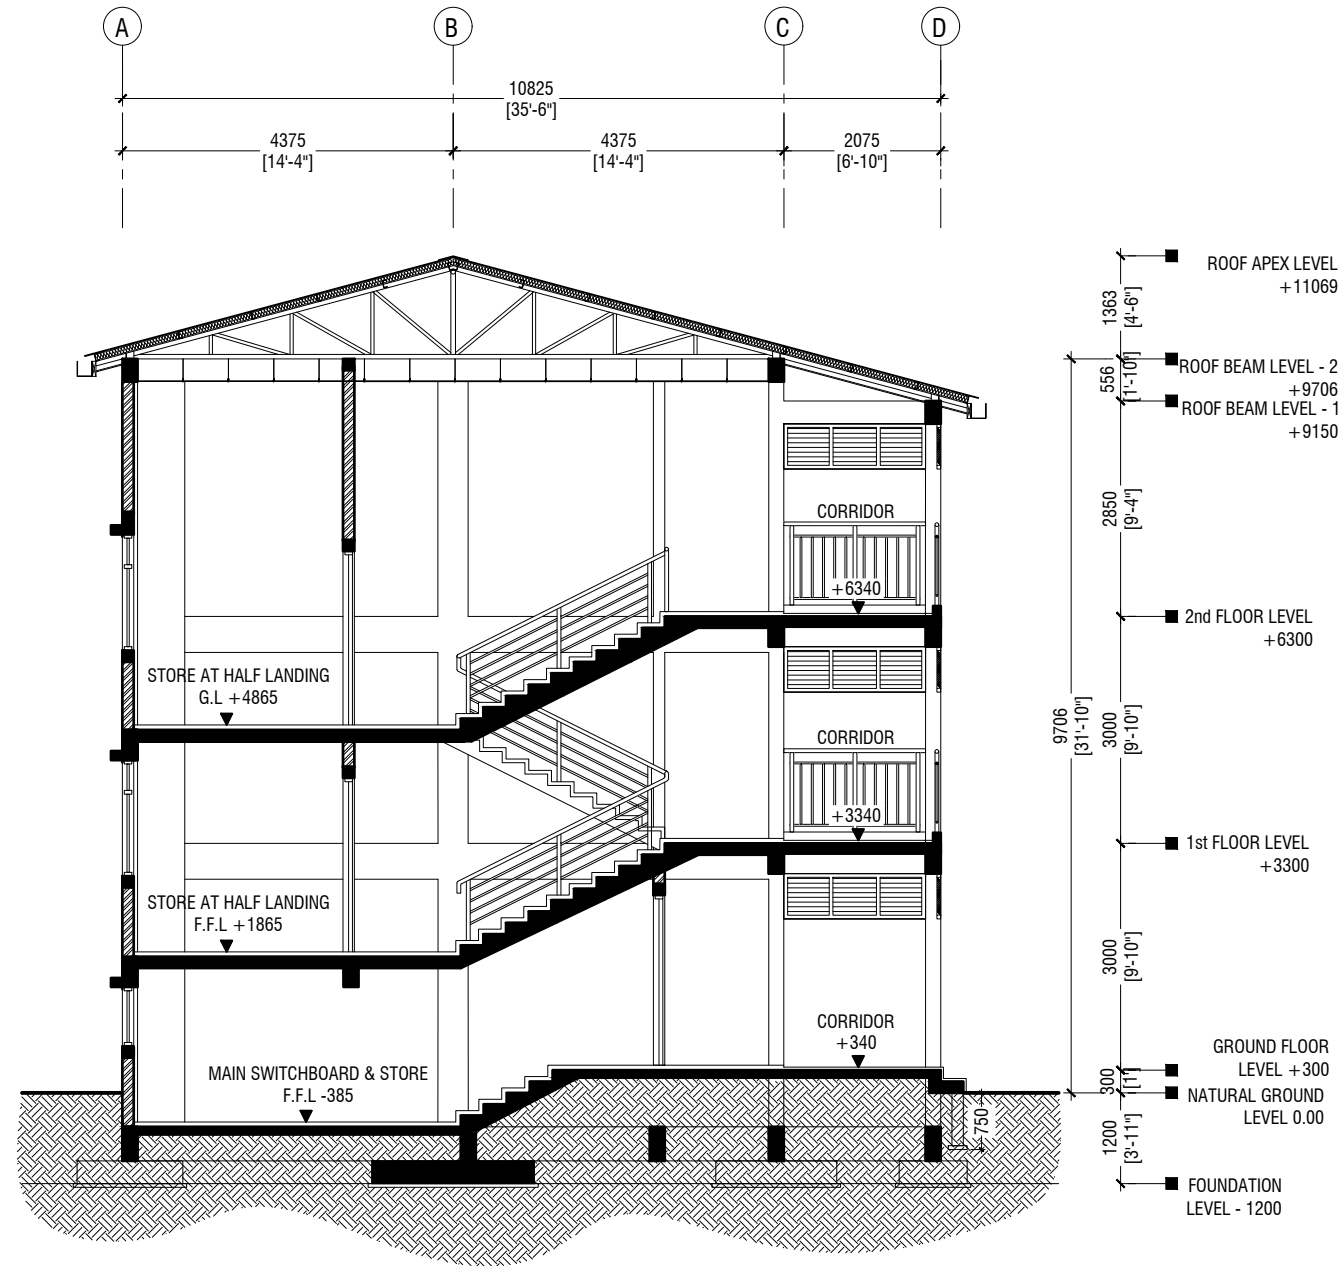 A B C D
10825
[35'-6"]
4375 4375 2075
[14'-4"] [14'-4"] [6'-10"]
ROOF APEX LEVEL
+11069
1363
[4'-6"]
ROOF BEAM LEVEL - 2
+9706
556
[1'-10"]
ROOF BEAM LEVEL - 1
+9150
2850
[9'-4"]
CORRIDOR
+6340
2nd FLOOR LEVEL
+6300
STORE AT HALF LANDING
G.L +4865
9706
[31'-10"]
3000
[9'-10"]
CORRIDOR
+3340
1st FLOOR LEVEL
+3300
STORE AT HALF LANDING
F.F.L +1865
3000
[9'-10"]
CORRIDOR
+340
GROUND FLOOR
LEVEL +300
MAIN SWITCHBOARD & STORE
F.F.L -385
300
[1']
NATURAL GROUND
LEVEL 0.00
750
1200
[3'-11"]
FOUNDATION
LEVEL - 1200